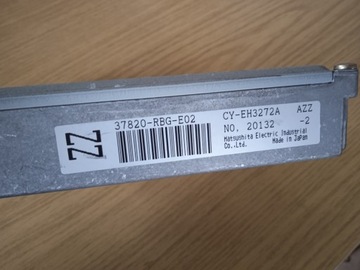 ZZ
37820-RBG-E02
CY-EH3272A AZZ
NO. 20132 -2
Matsushita Electric Industrial
Co.,Ltd. Made in Japan